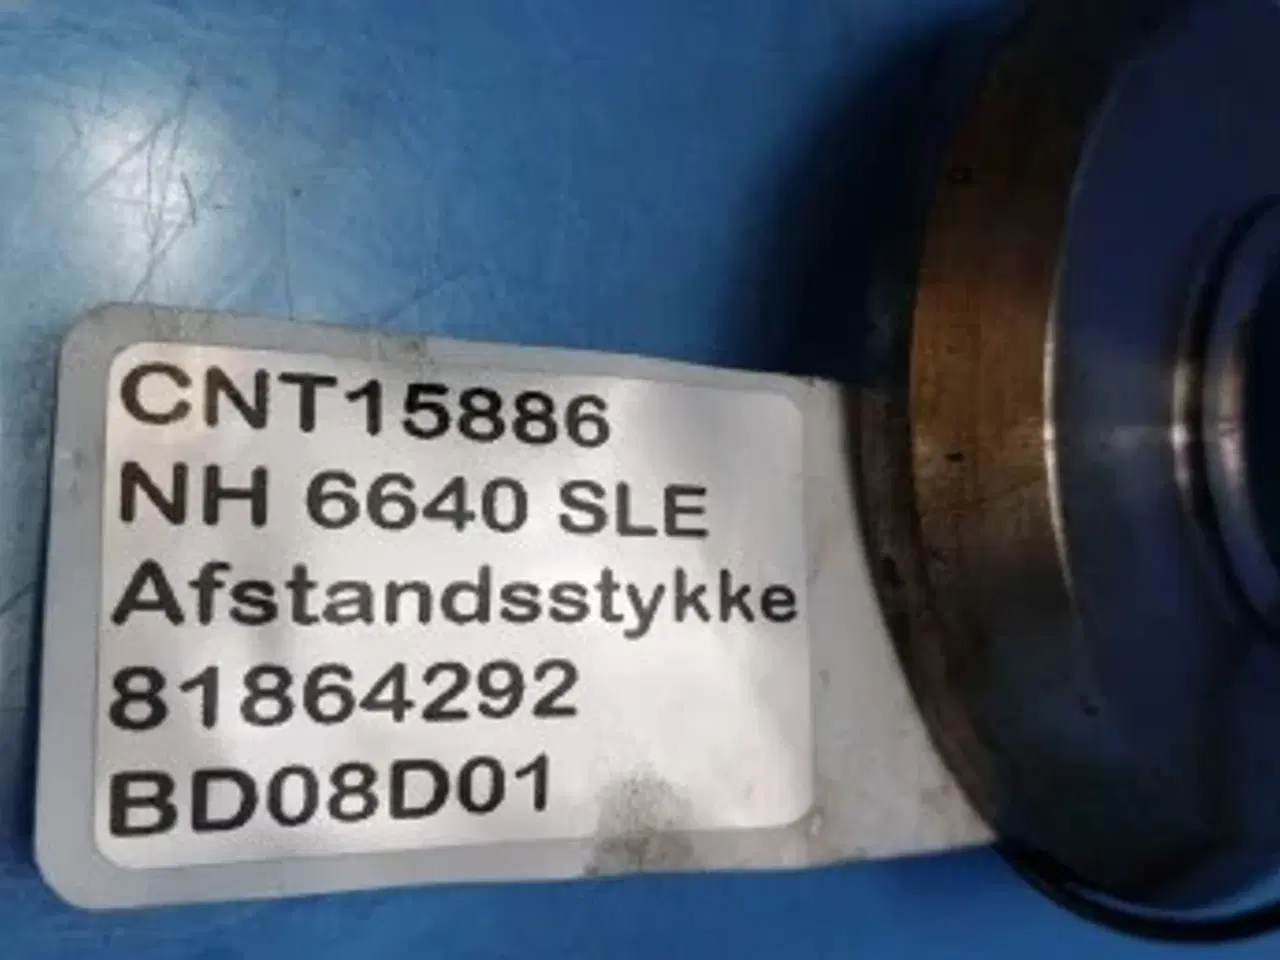 CNT15886
NH 6640 SLE
Afstandsstykke
81864292
BD08D01